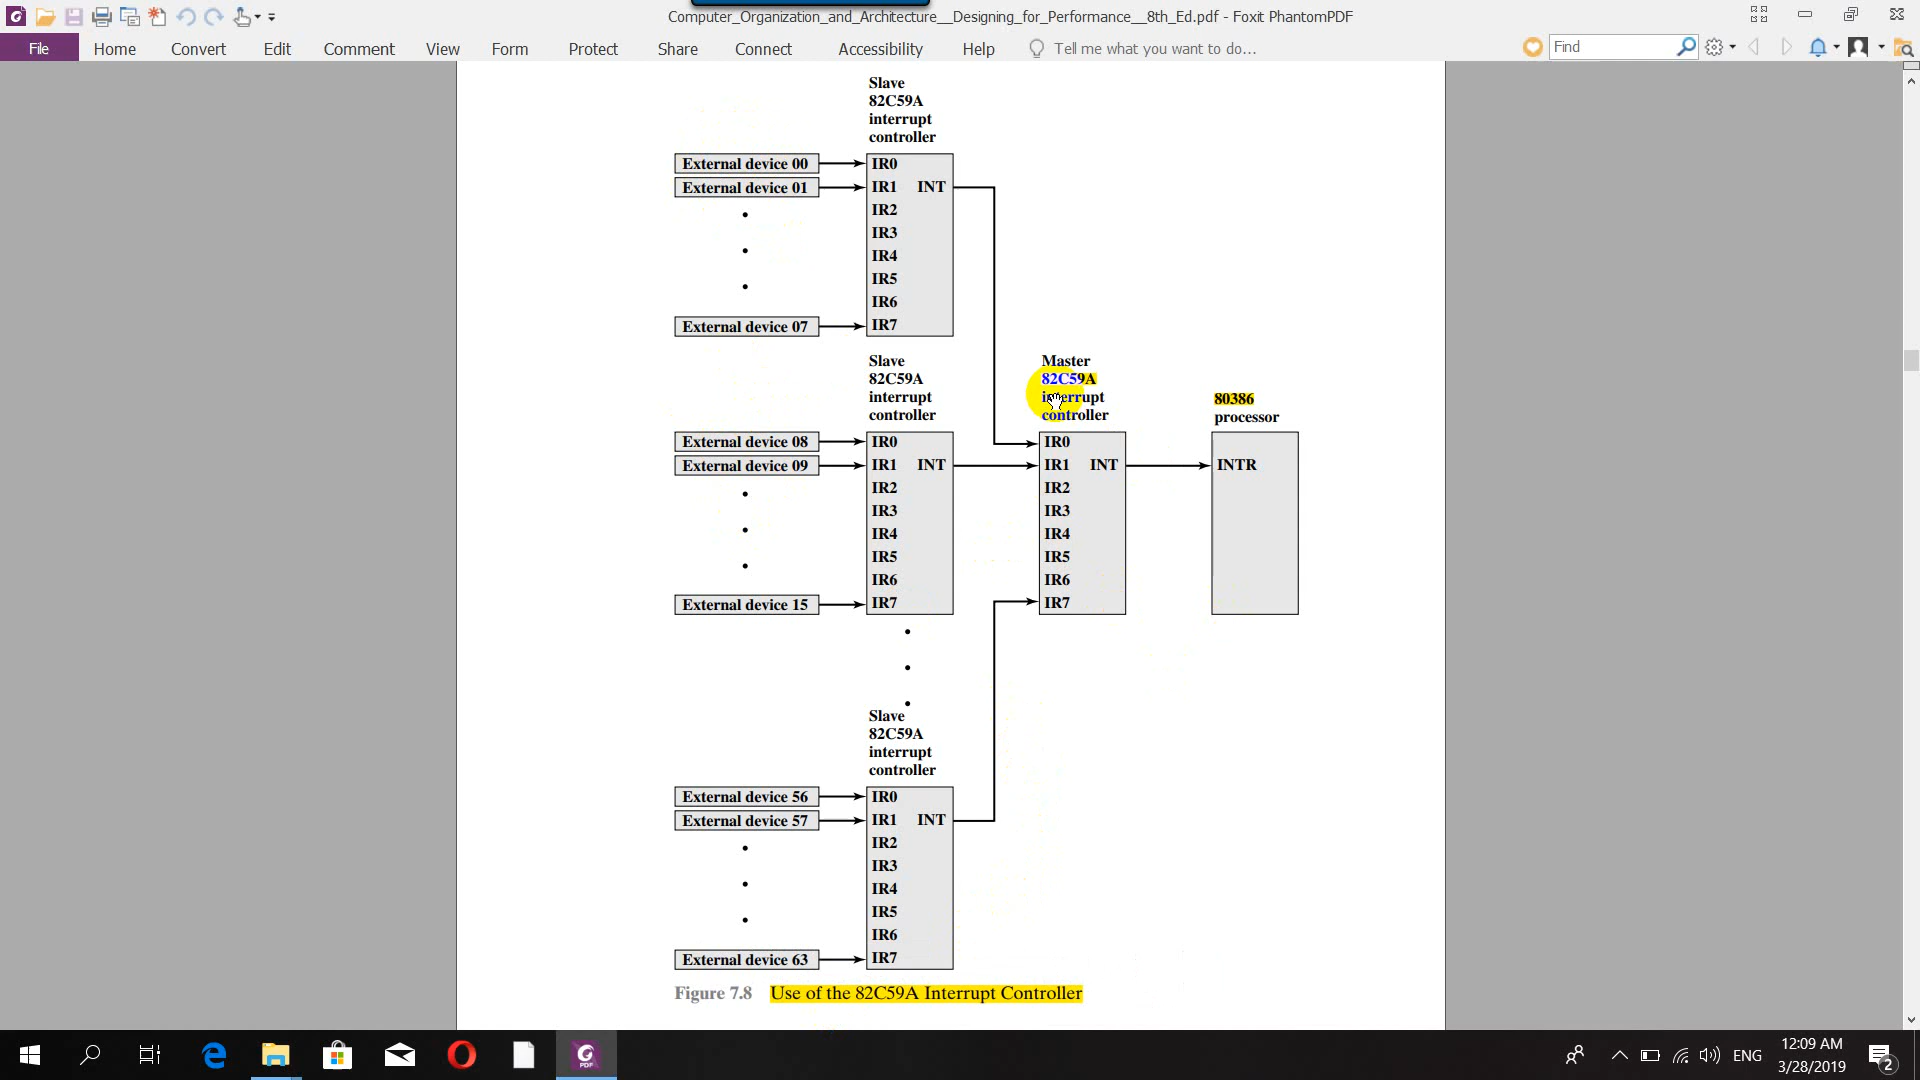 Computer_Organization_and_Architecture__Designing_for_Performance__8th_Ed.pdf - Foxit PhantomPDF
File Home Convert Edit Comment View Form Protect Share Connect Accessibility Help Tell me what you want to do... Find
Slave
82C59A
interrupt
controller
External device 00
External device 01
External device 07
IR0
IR1 INT
IR2
IR3
IR4
IR5
IR6
IR7
Slave
82C59A
interrupt
controller
External device 08
External device 09
External device 15
IR0
IR1 INT
IR2
IR3
IR4
IR5
IR6
IR7
Master
82C59A
interrupt
controller
IR0
IR1 INT
IR2
IR3
IR4
IR5
IR6
IR7
80386
processor
INTR
Slave
82C59A
interrupt
controller
External device 56
External device 57
External device 63
IR0
IR1 INT
IR2
IR3
IR4
IR5
IR6
IR7
Figure 7.8 Use of the 82C59A Interrupt Controller
PDF
ENG
12:09 AM
3/28/2019
2